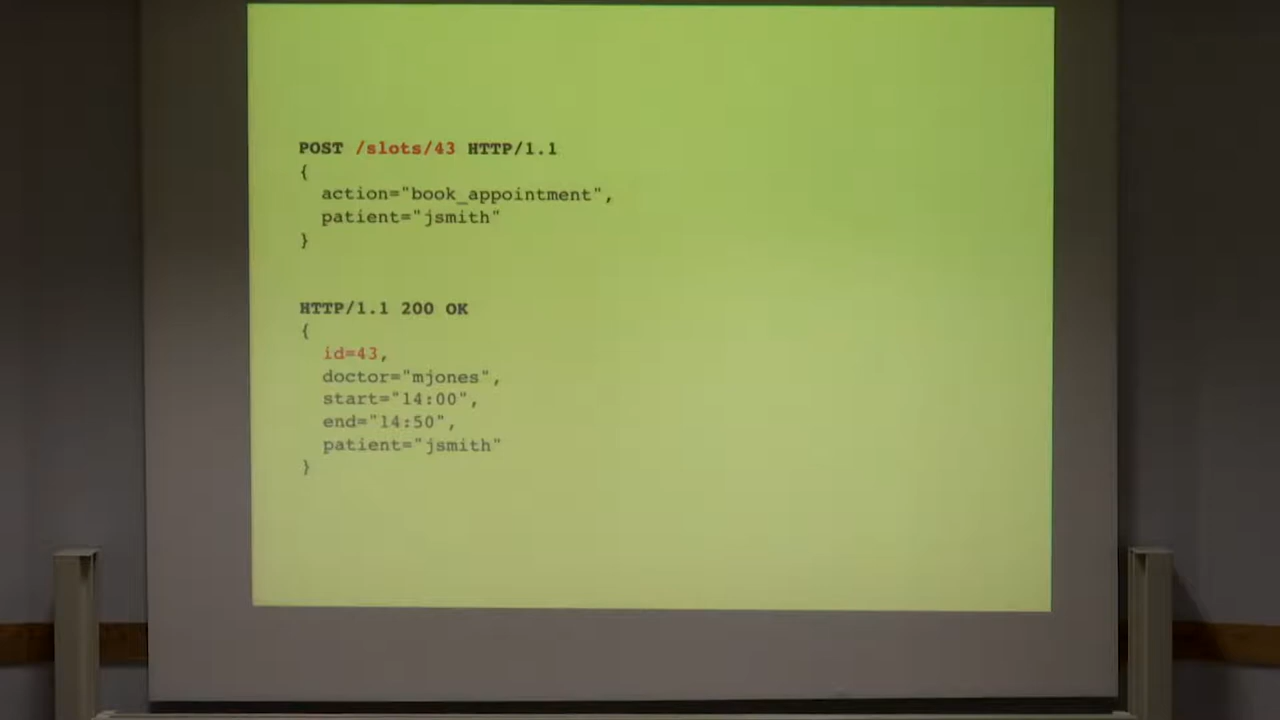 POST /slots/43 HTTP/1.1
{
  action="book_appointment",
  patient="jsmith"
}
HTTP/1.1 200 OK
{
  id=43,
  doctor="mjones",
  start="14:00",
  end="14:50",
  patient="jsmith"
}